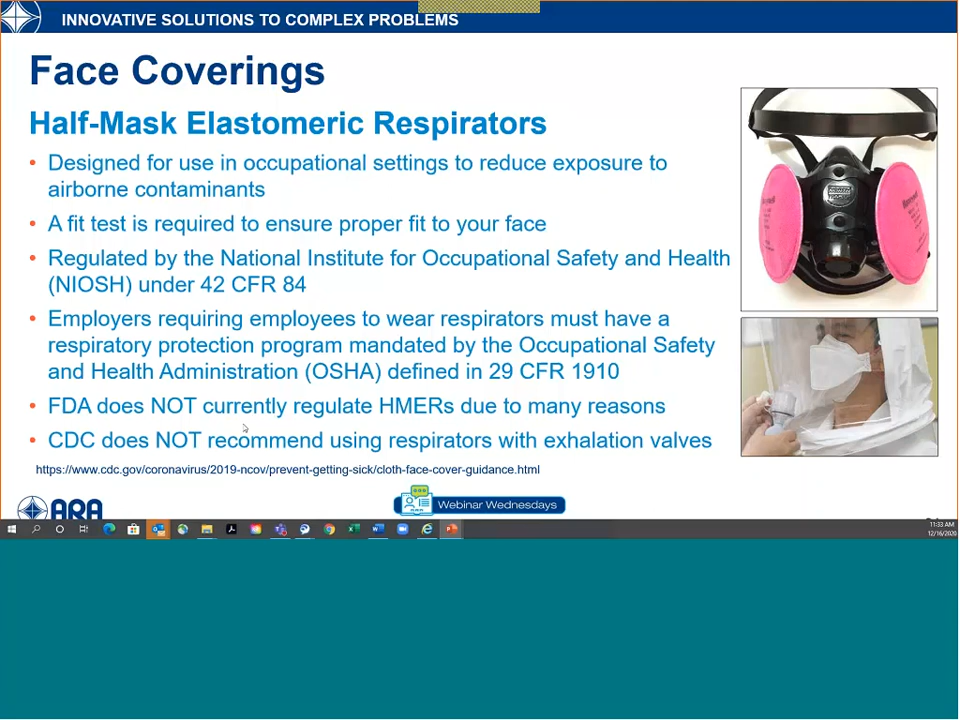 INNOVATIVE SOLUTIONS TO COMPLEX PROBLEMS
Face Coverings
Half-Mask Elastomeric Respirators
• Designed for use in occupational settings to reduce exposure to
airborne contaminants
• A fit test is required to ensure proper fit to your face
• Regulated by the National Institute for Occupational Safety and Health
(NIOSH) under 42 CFR 84
• Employers requiring employees to wear respirators must have a
respiratory protection program mandated by the Occupational Safety
and Health Administration (OSHA) defined in 29 CFR 1910
• FDA does NOT currently regulate HMERs due to many reasons
• CDC does NOT recommend using respirators with exhalation valves
https://www.cdc.gov/coronavirus/2019-ncov/prevent-getting-sick/cloth-face-cover-guidance.html
ARA
Webinar Wednesdays
11:33 AM
12/16/2020